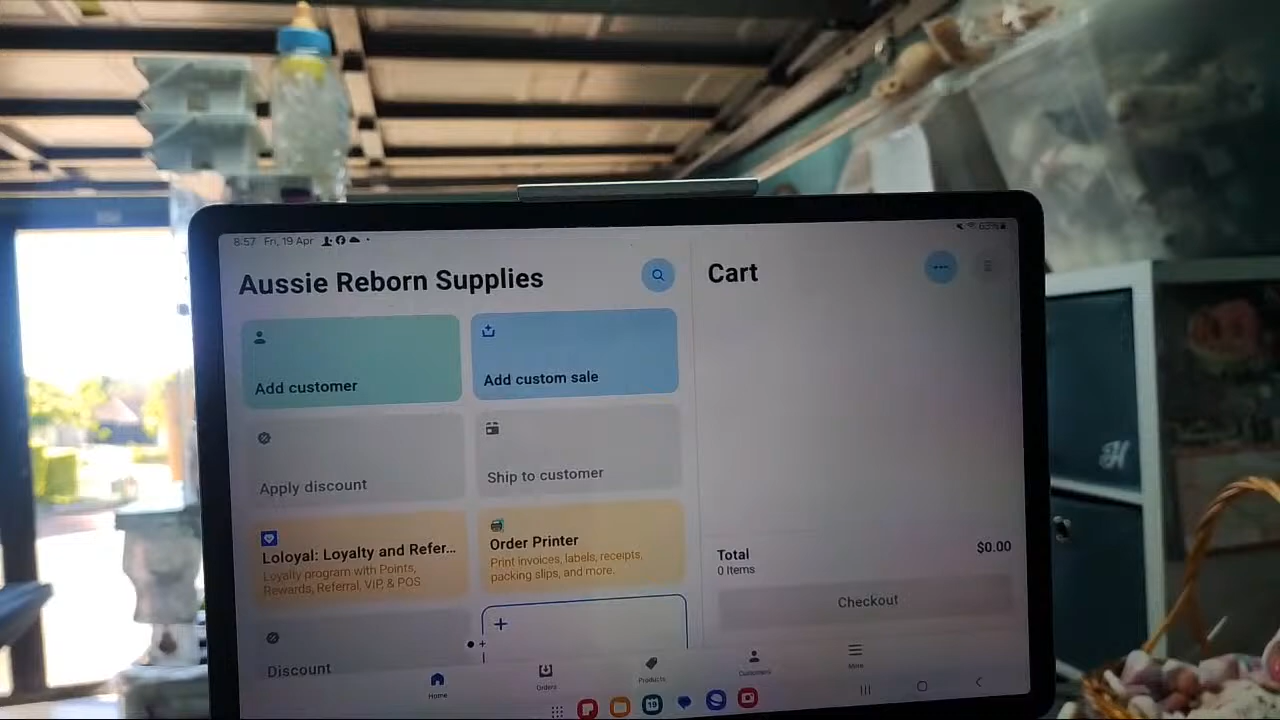 8:57 Fri, 19 Apr
Aussie Reborn Supplies
Cart
Add customer
Add custom sale
Apply discount
Ship to customer
Loloyal: Loyalty and Refer...
Loyalty program with Points,
Rewards, Referral, VIP, & POS
Order Printer
Print invoices, labels, receipts,
packing slips, and more.
Discount
Total
$0.00
0 Items
Checkout
Home
Orders
Products
Customers
More
19
H